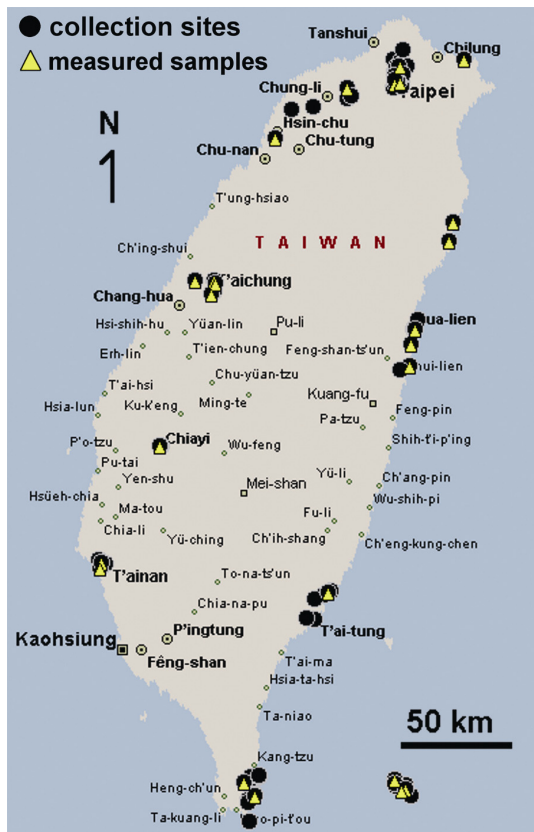 collection sites
measured samples
Tanshui
Chilung
Taipei
Chung-li
N
Hsin-chu
Chu-tung
Chu-nan
T'ung-hsiao
TAIWAN
Ch'ing-shui
T'aichung
Chang-hua
Hua-lien
Hsi-shih-hu
Yüan-lin
Pu-li
Erh-lin
T'ien-chung
Feng-shan-ts'un
Shui-lien
Chu-yüan-tzu
T'ai-hsi
Ming-te
Kuang-fu
Hsia-lun
Ku-k'eng
Feng-pin
Pa-tzu
P'o-tzu
Chiayi
Wu-feng
Shih-t'i-p'ing
Pu-tai
Yen-shu
Yü-li
Ch'ang-pin
Mei-shan
Hsüeh-chia
Wu-shih-pi
Ma-tou
Fu-li
Chia-li
Yü-ching
Ch'ih-shang
Ch'eng-kung-chen
T'ainan
To-na-ts'un
Chia-na-pu
P'ingtung
T'ai-tung
Kaohsiung
Fêng-shan
T'ai-ma
Hsia-ta-hsi
Ta-niao
50 km
Kang-tzu
Heng-ch'un
Ta-kuang-li